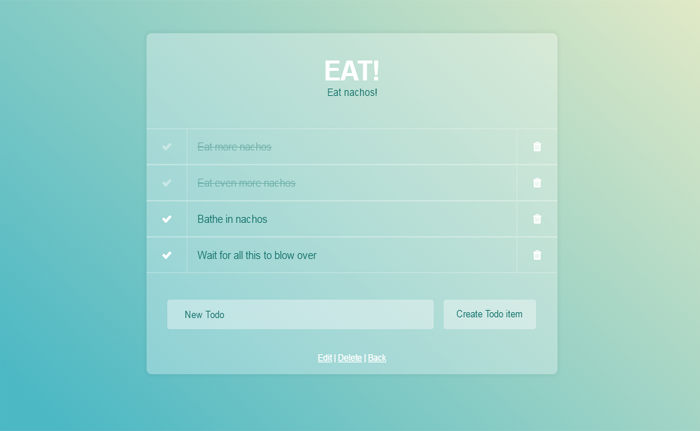 EAT!
Eat nachos!
Eat more nachos
Eat even more nachos
Bathe in nachos
Wait for all this to blow over
New Todo
Create Todo item
Edit | Delete | Back